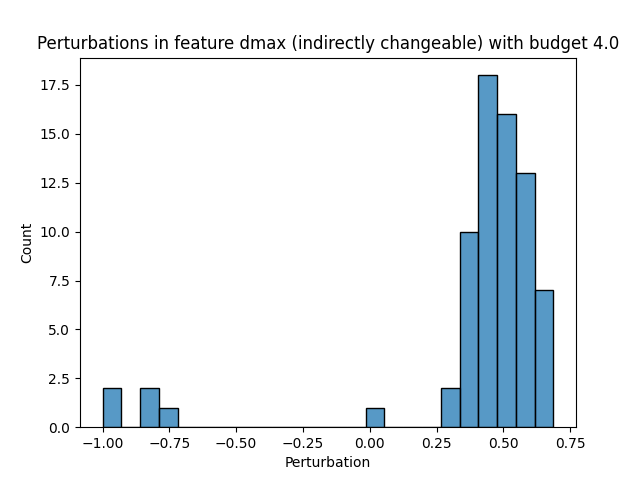 Perturbations in feature dmax (indirectly changeable) with budget 4.0
17.5
15.0
12.5
10.0
7.5
5.0
2.5
0.0
Count
−1.00 −0.75 −0.50 −0.25 0.00 0.25 0.50 0.75
Perturbation